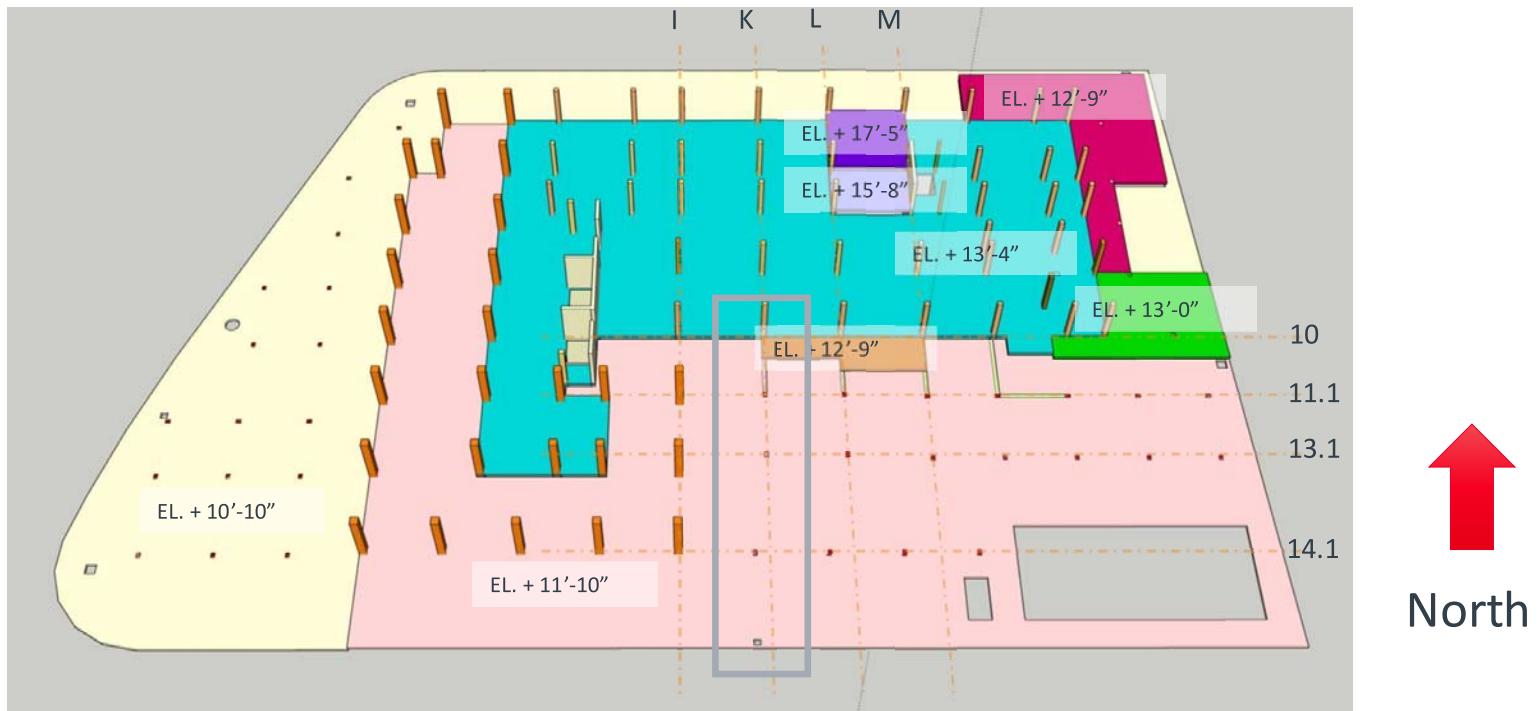 I K L M
EL. + 12’-9”
EL. + 17’-5”
EL. + 15’-8”
EL. + 13’-4”
EL. + 13’-0”
10
EL. + 12’-9”
11.1
13.1
EL. + 10’-10”
14.1
EL. + 11’-10”
North